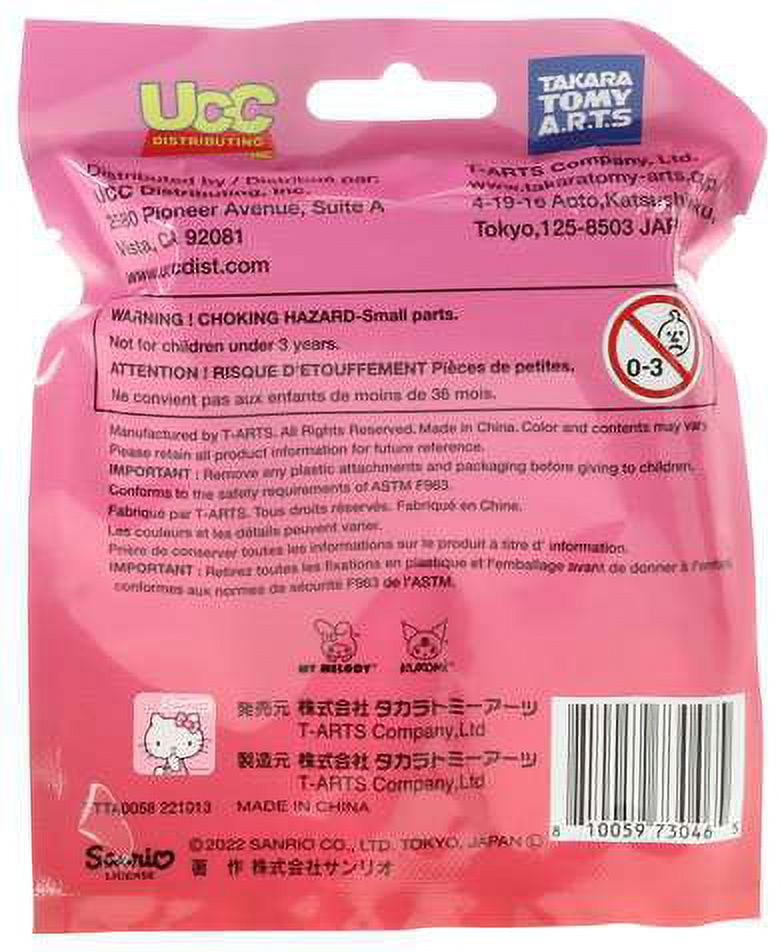 UCC
DISTRIBUTING
INC
TAKARA
TOMY
A.R.T.S
Distributed by / Distribué par:
UCC Distributing, Inc.
2580 Pioneer Avenue, Suite A
Vista, CA 92081
www.uccdist.com
T-ARTS Company, Ltd.
www.takaratomy-arts.co.jp
4-19-16 Aoto, Katsushi ku,
Tokyo,125-8503 JAP
WARNING ! CHOKING HAZARD-Small parts.
Not for children under 3 years.
ATTENTION ! RISQUE D'ETOUFFEMENT Pièces de petites.
Ne convient pas aux enfants de moins de 36 mois.
0-3
Manufactured by T-ARTS. All Rights Reserved. Made in China. Color and contents may vary
Please retain all product information for future reference.
IMPORTANT : Remove any plastic attachments and packaging before giving to children.
Conforms to the safety requirements of ASTM F963.
Fabriqué par T-ARTS. Tous droits réservés. Fabriqué en Chine.
Les couleurs et les détails peuvent varier.
Prière de conserver toutes les informations sur le produit à titre d' information.
IMPORTANT : Retirez toutes les fixations en plastique et l'emballage avant de donner à l'enfant
conformes aux normes de sécurité F963 de l'ASTM.
MY MELODY™ KUROMI™
発売元 株式会社 タカラトミーアーツ
T-ARTS Company,Ltd
製造元 株式会社 タカラトミーアーツ
T-ARTS Company,Ltd
TTA0058 221013 MADE IN CHINA
8 10059 73046 5
Sanrio
LICENSE
©2022 SANRIO CO., LTD. TOKYO, JAPAN Ⓛ
著 作 株式会社サンリオ